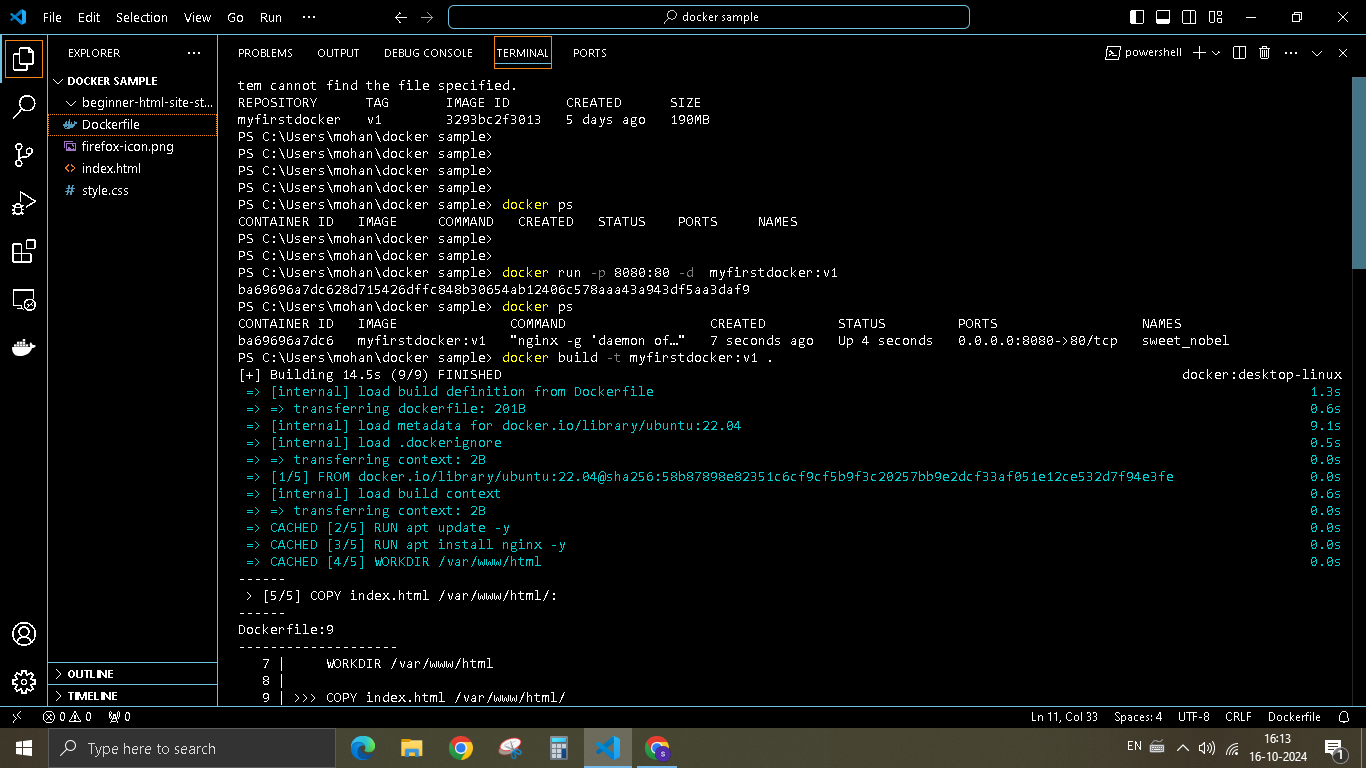 File Edit Selection View Go Run ···
docker sample
EXPLORER ···
DOCKER SAMPLE
beginner-html-site-st...
Dockerfile
firefox-icon.png
index.html
style.css
OUTLINE
TIMELINE
PROBLEMS OUTPUT DEBUG CONSOLE TERMINAL PORTS
powershell
tem cannot find the file specified.
REPOSITORY TAG IMAGE ID CREATED SIZE
myfirstdocker v1 3293bc2f3013 5 days ago 190MB
PS C:\Users\mohan\docker sample>
PS C:\Users\mohan\docker sample>
PS C:\Users\mohan\docker sample>
PS C:\Users\mohan\docker sample>
PS C:\Users\mohan\docker sample> docker ps
CONTAINER ID IMAGE COMMAND CREATED STATUS PORTS NAMES
PS C:\Users\mohan\docker sample>
PS C:\Users\mohan\docker sample>
PS C:\Users\mohan\docker sample> docker run -p 8080:80 -d myfirstdocker:v1
ba69696a7dc628d715426dffc848b30654ab12406c578aaa43a943df5aa3daf9
PS C:\Users\mohan\docker sample> docker ps
CONTAINER ID IMAGE COMMAND CREATED STATUS PORTS NAMES
ba69696a7dc6 myfirstdocker:v1 "nginx -g 'daemon of…" 7 seconds ago Up 4 seconds 0.0.0.0:8080->80/tcp sweet_nobel
PS C:\Users\mohan\docker sample> docker build -t myfirstdocker:v1 .
[+] Building 14.5s (9/9) FINISHED docker:desktop-linux
=> [internal] load build definition from Dockerfile 1.3s
=> => transferring dockerfile: 201B 0.6s
=> [internal] load metadata for docker.io/library/ubuntu:22.04 9.1s
=> [internal] load .dockerignore 0.5s
=> => transferring context: 2B 0.0s
=> [1/5] FROM docker.io/library/ubuntu:22.04@sha256:58b87898e82351c6cf9cf5b9f3c20257bb9e2dcf33af051e12ce532d7f94e3fe 0.0s
=> [internal] load build context 0.6s
=> => transferring context: 2B 0.0s
=> CACHED [2/5] RUN apt update -y 0.0s
=> CACHED [3/5] RUN apt install nginx -y 0.0s
=> CACHED [4/5] WORKDIR /var/www/html 0.0s
------
> [5/5] COPY index.html /var/www/html/:
------
Dockerfile:9
--------------------
7 | WORKDIR /var/www/html
8 |
9 | >>> COPY index.html /var/www/html/
0 0 0 Ln 11, Col 33 Spaces: 4 UTF-8 CRLF Dockerfile
Type here to search
EN
16:13
16-10-2024
1